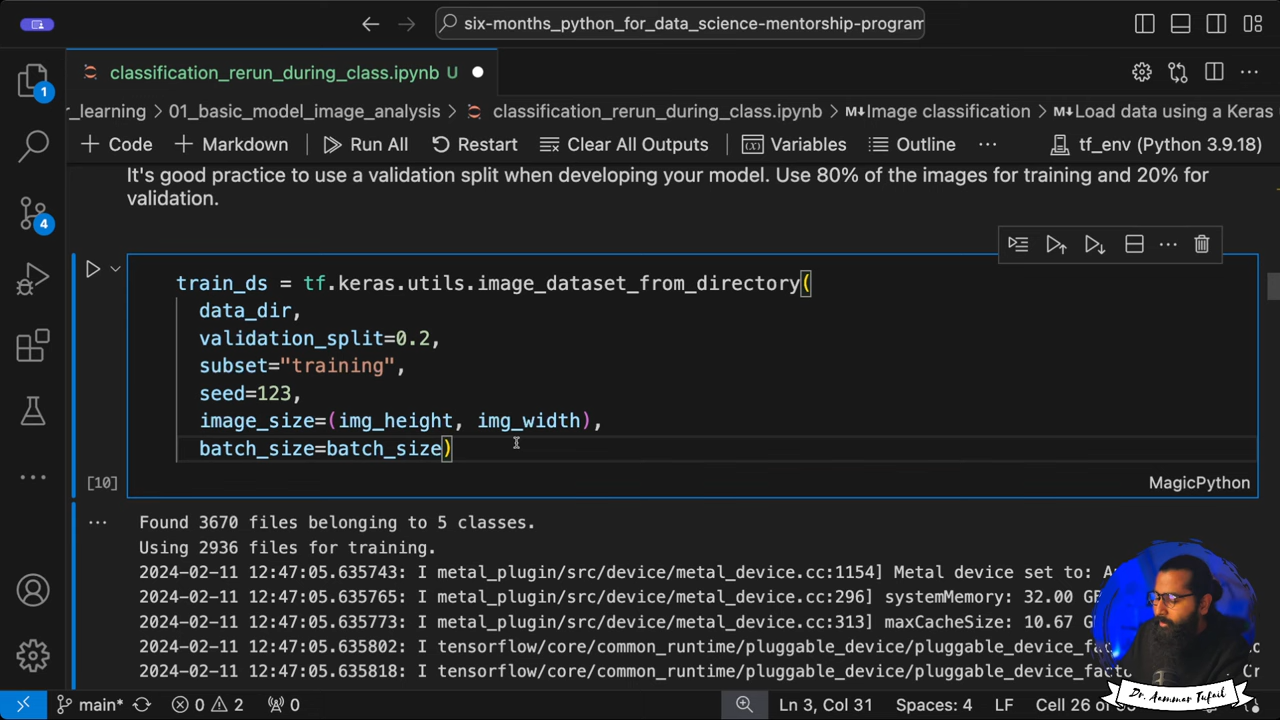 six-months_python_for_data_science-mentorship-program
classification_rerun_during_class.ipynb U
r_learning > 01_basic_model_image_analysis > classification_rerun_during_class.ipynb > Image classification > Load data using a Keras
+ Code + Markdown Run All Restart Clear All Outputs Variables Outline ... tf_env (Python 3.9.18)
It's good practice to use a validation split when developing your model. Use 80% of the images for training and 20% for
validation.
train_ds = tf.keras.utils.image_dataset_from_directory(
data_dir,
validation_split=0.2,
subset="training",
seed=123,
image_size=(img_height, img_width),
batch_size=batch_size)
[10]
MagicPython
Found 3670 files belonging to 5 classes.
Using 2936 files for training.
2024-02-11 12:47:05.635743: I metal_plugin/src/device/metal_device.cc:1154] Metal device set to:
2024-02-11 12:47:05.635765: I metal_plugin/src/device/metal_device.cc:296] systemMemory: 32.00
2024-02-11 12:47:05.635768: I metal_plugin/src/device/metal_device.cc:313] maxCacheSize: 10.67
2024-02-11 12:47:05.635802: I tensorflow/core/common_runtime/pluggable_device/pluggable_device_
2024-02-11 12:47:05.635818: I tensorflow/core/common_runtime/pluggable_device/pluggable_device_
1
4
Dr. Aammar Tufail
main* 0 2 0 Ln 3, Col 31 Spaces: 4 LF Cell 26 of